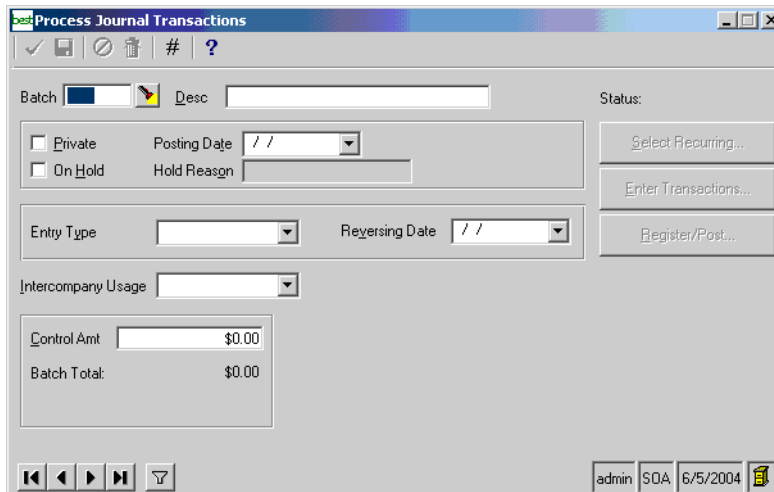 best Process Journal Transactions
# ?
Batch Desc Status:
Private Posting Date / / Select Recurring...
On Hold Hold Reason Enter Transactions...
Entry Type Reversing Date / / Register/Post...
Intercompany Usage
Control Amt $0.00
Batch Total: $0.00
admin SOA 6/5/2004